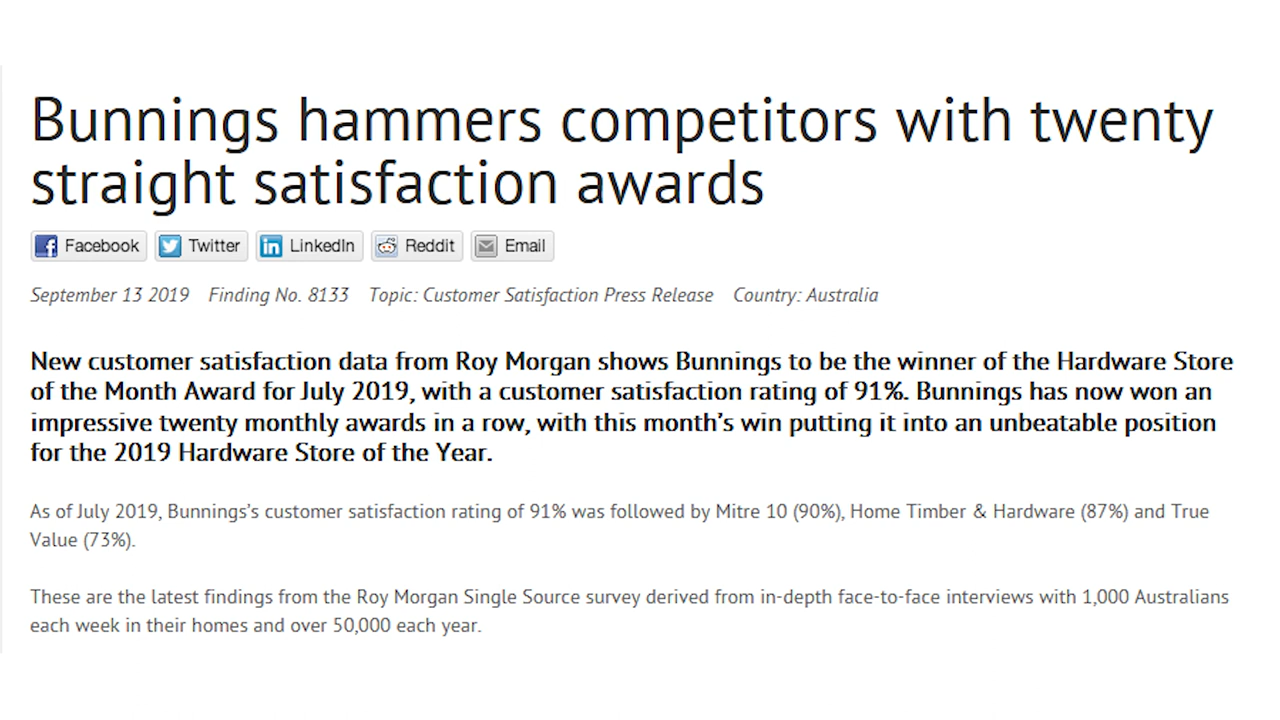 Bunnings hammers competitors with twenty
straight satisfaction awards
Facebook Twitter LinkedIn Reddit Email
September 13 2019 Finding No. 8133 Topic: Customer Satisfaction Press Release Country: Australia
New customer satisfaction data from Roy Morgan shows Bunnings to be the winner of the Hardware Store
of the Month Award for July 2019, with a customer satisfaction rating of 91%. Bunnings has now won an
impressive twenty monthly awards in a row, with this month’s win putting it into an unbeatable position
for the 2019 Hardware Store of the Year.
As of July 2019, Bunnings’s customer satisfaction rating of 91% was followed by Mitre 10 (90%), Home Timber & Hardware (87%) and True
Value (73%).
These are the latest findings from the Roy Morgan Single Source survey derived from in-depth face-to-face interviews with 1,000 Australians
each week in their homes and over 50,000 each year.